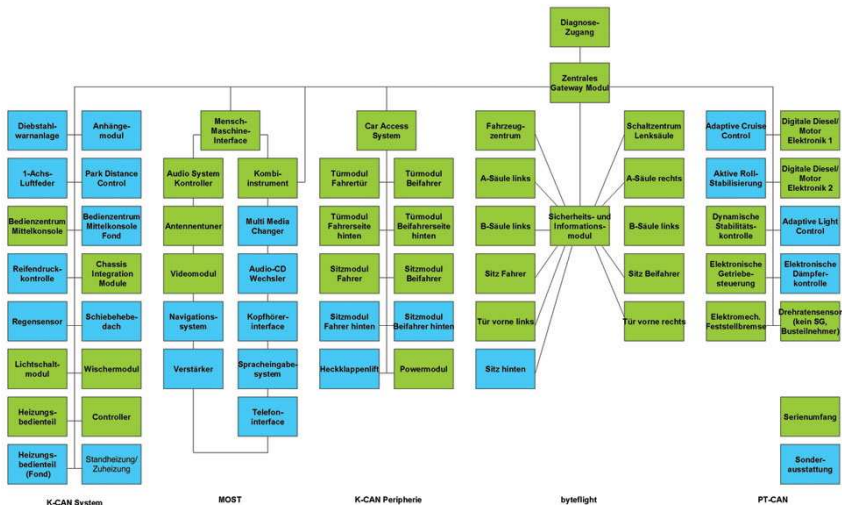 Diagnose-
Zugang
Zentrales
Gateway Modul
Diebstahl-
warnanlage
Anhänge-
modul
1-Achs-
Luftfeder
Park Distance
Control
Bedienzentrum
Mittelkonsole
Bedienzentrum
Mittelkonsole
Fond
Reifendruck-
kontrolle
Chassis
Integration
Module
Regensensor
Schiebehebe-
dach
Lichtschalt-
modul
Wischermodul
Heizungs-
bedienteil
Controller
Heizungs-
bedienteil
(Fond)
Standheizung/
Zuheizung
K-CAN System
Mensch-
Maschine-
Interface
Audio System
Kontroller
Kombi-
instrument
Antennentuner
Multi Media
Changer
Videomodul
Audio-CD
Wechsler
Navigations-
system
Kopfhörer-
interface
Verstärker
Spracheingabe-
system
Telefon-
interface
MOST
Car Access
System
Türmodul
Fahrertür
Türmodul
Beifahrer
Türmodul
Fahrerseite
hinten
Türmodul
Beifahrerseite
hinten
Sitzmodul
Fahrer
Sitzmodul
Beifahrer
Sitzmodul
Fahrer hinten
Sitzmodul
Beifahrer hinten
Heckklappenlift
Powermodul
K-CAN Peripherie
Fahrzeug-
zentrum
Schaltzentrum
Lenksäule
A-Säule links
A-Säule rechts
B-Säule links
Sicherheits- und
Informations-
modul
B-Säule links
Sitz Fahrer
Sitz Beifahrer
Tür vorne links
Tür vorne rechts
Sitz hinten
byteflight
Adaptive Cruise
Control
Digitale Diesel/
Motor
Elektronik 1
Aktive Roll-
Stabilisierung
Digitale Diesel/
Motor
Elektronik 2
Dynamische
Stabilitäts-
kontrolle
Adaptive Light
Control
Elektronische
Getriebe-
steuerung
Elektronische
Dämpfer-
kontrolle
Elektromech.
Feststellbremse
Drehratensensor
(kein SG,
Busteilnehmer)
Serienumfang
Sonder-
ausstattung
PT-CAN